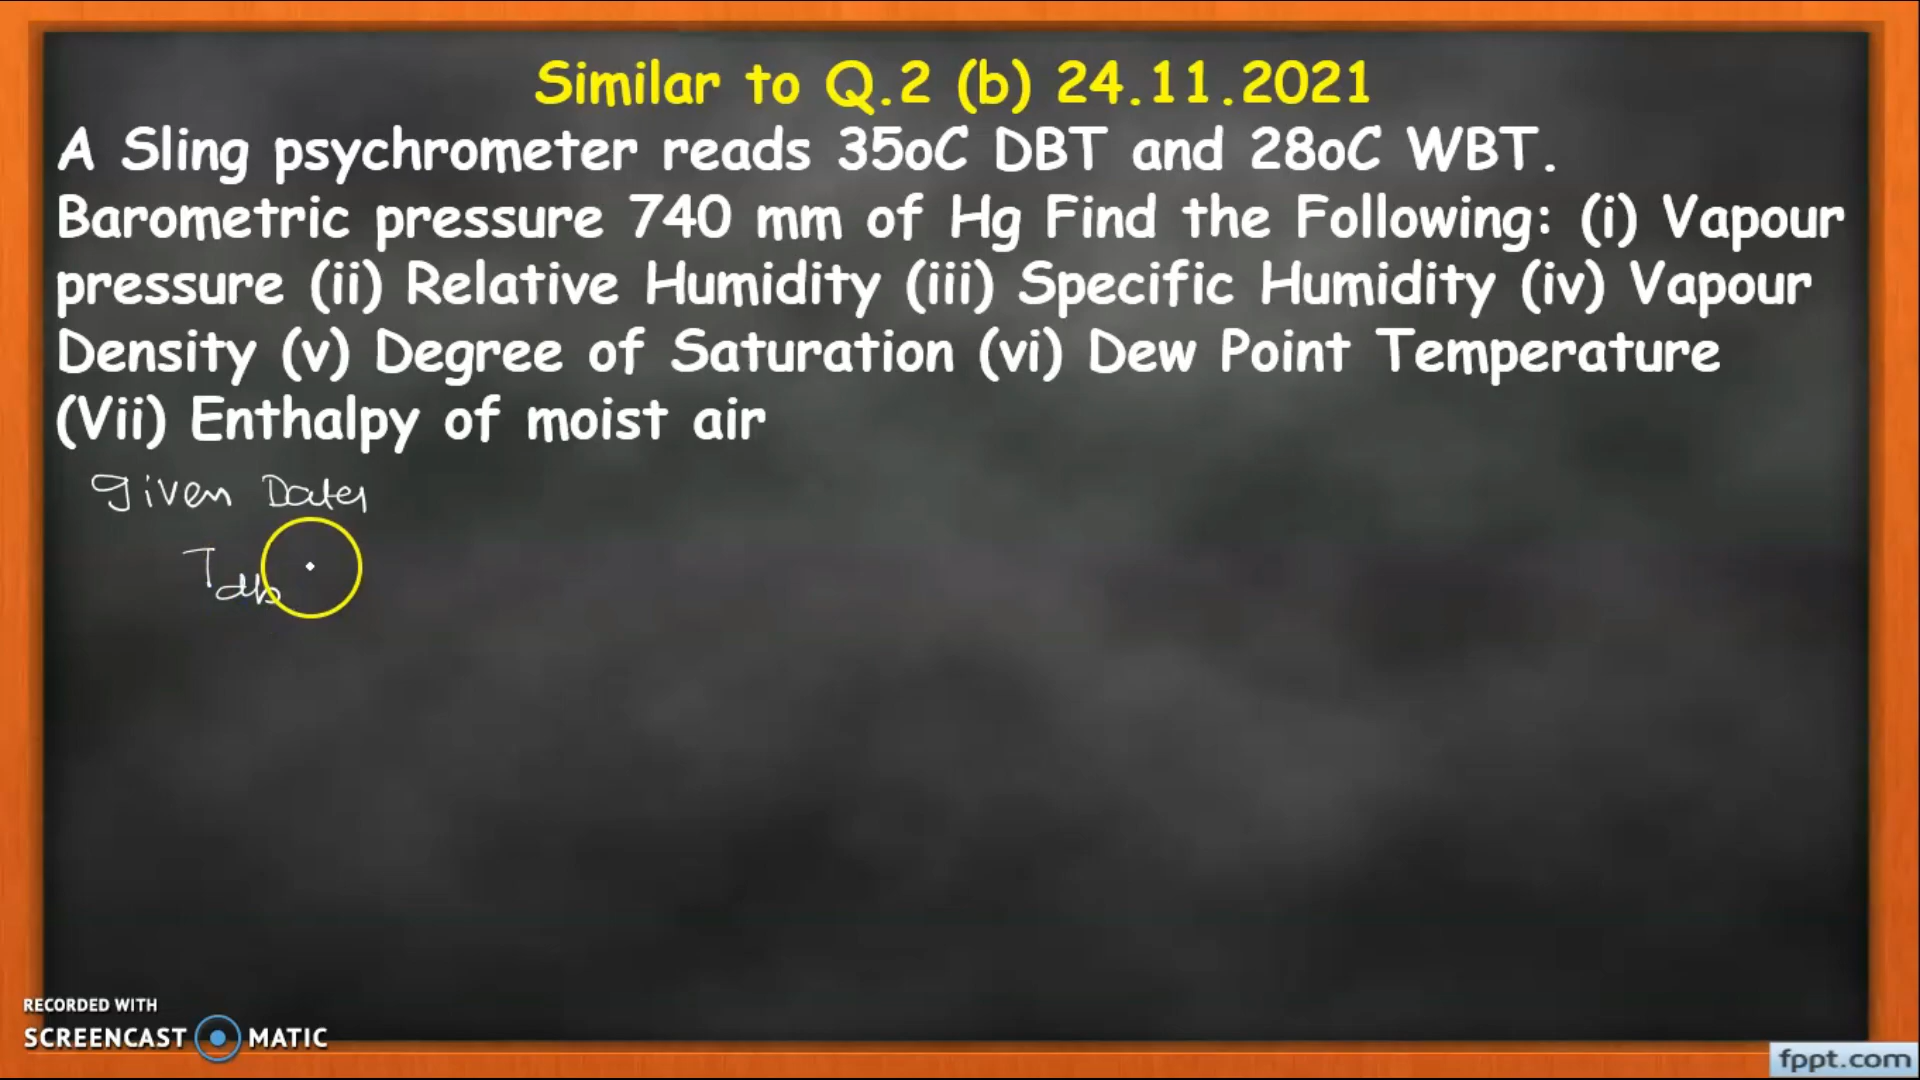 Similar to Q.2 (b) 24.11.2021
A Sling psychrometer reads 35oC DBT and 28oC WBT.
Barometric pressure 740 mm of Hg Find the Following: (i) Vapour
pressure (ii) Relative Humidity (iii) Specific Humidity (iv) Vapour
Density (v) Degree of Saturation (vi) Dew Point Temperature
(Vii) Enthalpy of moist air
Given Data
Tdb
RECORDED WITH
SCREENCAST MATIC
fppt.com